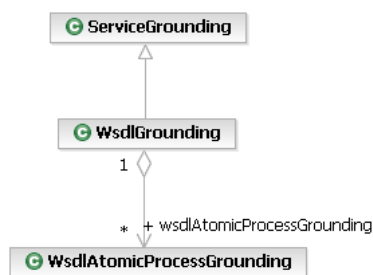 ServiceGrounding
WsdlGrounding
1
* + wsdlAtomicProcessGrounding
WsdlAtomicProcessGrounding